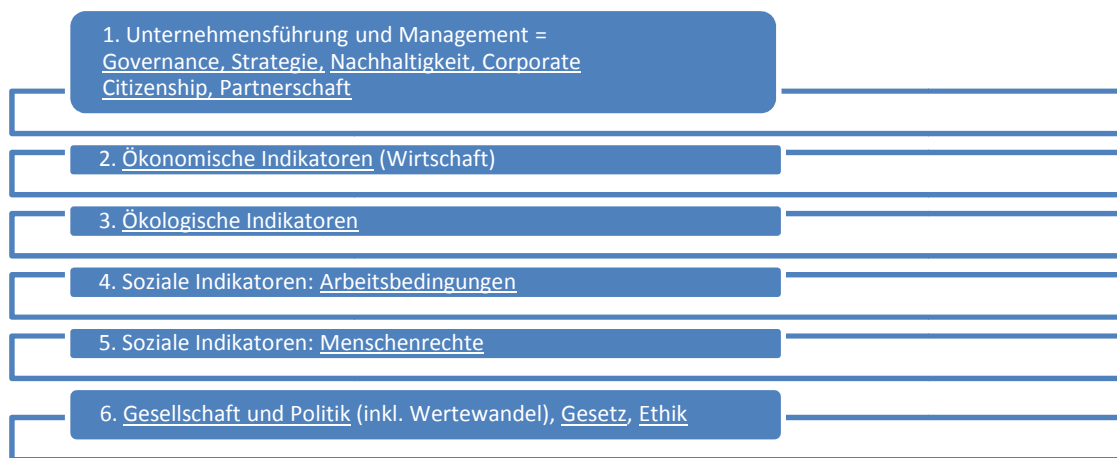 1. Unternehmensführung und Management =
Governance, Strategie, Nachhaltigkeit, Corporate
Citizenship, Partnerschaft
2. Ökonomische Indikatoren (Wirtschaft)
3. Ökologische Indikatoren
4. Soziale Indikatoren: Arbeitsbedingungen
5. Soziale Indikatoren: Menschenrechte
6. Gesellschaft und Politik (inkl. Wertewandel), Gesetz, Ethik